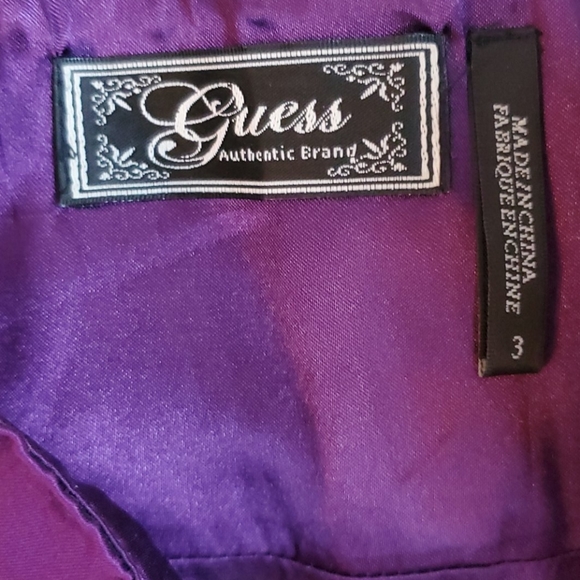 Guess
Authentic Brand
MADE IN CHINA
FABRIQUE EN CHINE
3